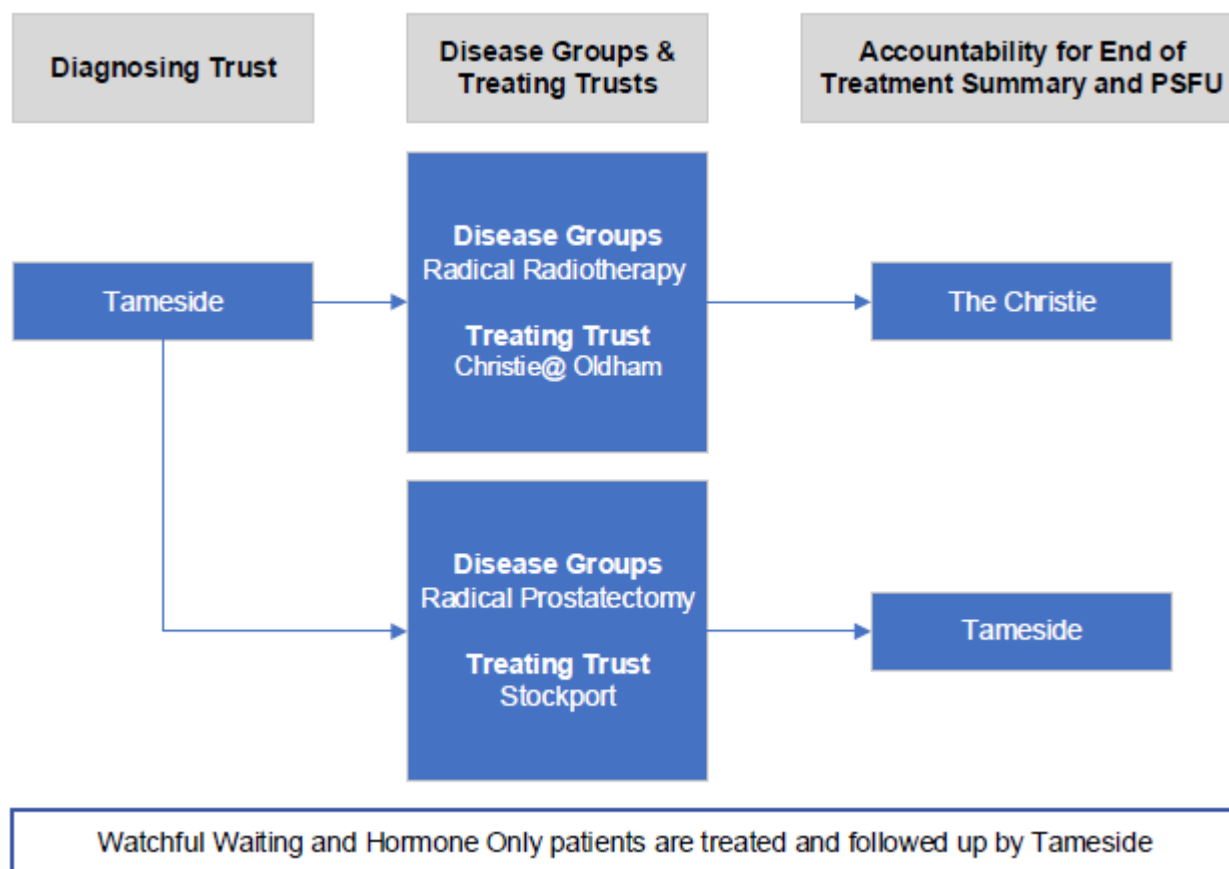 Diagnosing Trust
Disease Groups &
Treating Trusts
Accountability for End of
Treatment Summary and PSFU
Tameside
Disease Groups
Radical Radiotherapy
Treating Trust
Christie@ Oldham
The Christie
Disease Groups
Radical Prostatectomy
Treating Trust
Stockport
Tameside
Watchful Waiting and Hormone Only patients are treated and followed up by Tameside